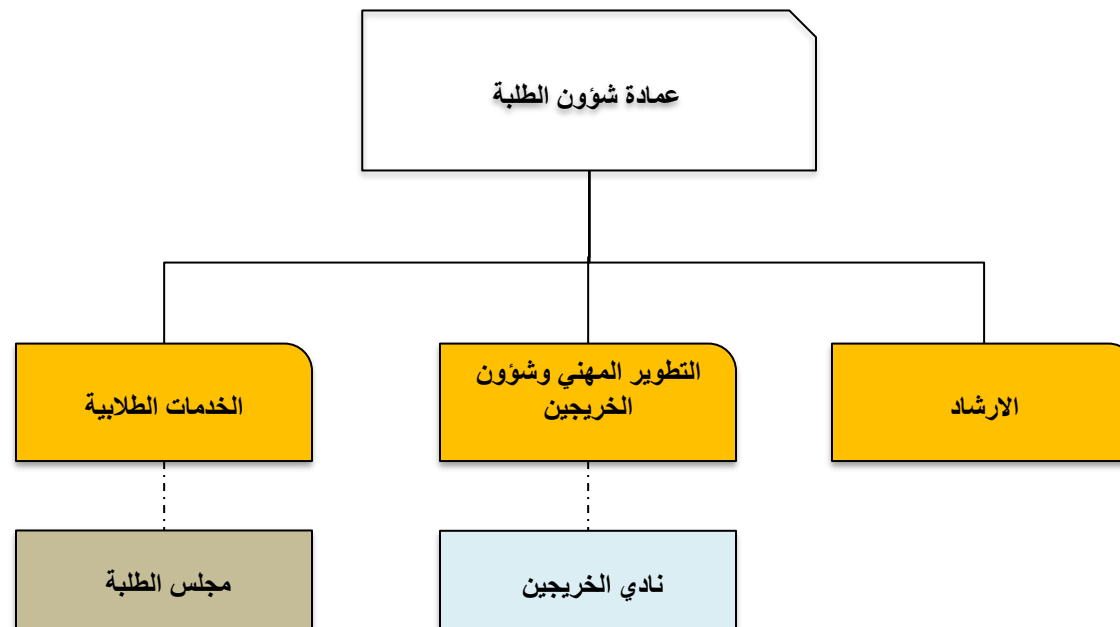 عمادة شؤون الطلبة
الارشاد
التطوير المهني وشؤون
الخريجين
الخدمات الطلابية
نادي الخريجين
مجلس الطلبة